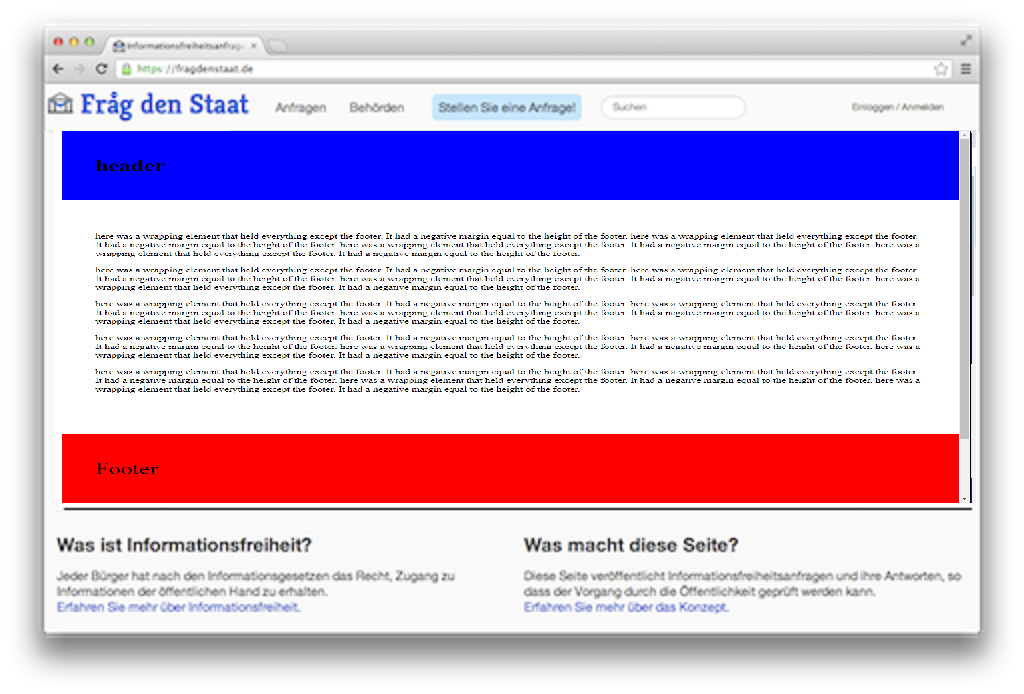 Informationsfreiheitsanfrage
https://fragdenstaat.de
Fråg den Staat
Anfragen
Behörden
Stellen Sie eine Anfrage!
Suchen
Einloggen / Anmelden
header
here was a wrapping element that held everything except the footer. It had a negative margin equal to the height of the footer. here was a wrapping element that held everything except the footer.
It had a negative margin equal to the height of the footer. here was a wrapping element that held everything except the footer. It had a negative margin equal to the height of the footer. here was a
wrapping element that held everything except the footer. It had a negative margin equal to the height of the footer.
here was a wrapping element that held everything except the footer. It had a negative margin equal to the height of the footer. here was a wrapping element that held everything except the footer.
It had a negative margin equal to the height of the footer. here was a wrapping element that held everything except the footer. It had a negative margin equal to the height of the footer. here was a
wrapping element that held everything except the footer. It had a negative margin equal to the height of the footer.
here was a wrapping element that held everything except the footer. It had a negative margin equal to the height of the footer. here was a wrapping element that held everything except the footer.
It had a negative margin equal to the height of the footer. here was a wrapping element that held everything except the footer. It had a negative margin equal to the height of the footer. here was a
wrapping element that held everything except the footer. It had a negative margin equal to the height of the footer.
here was a wrapping element that held everything except the footer. It had a negative margin equal to the height of the footer. here was a wrapping element that held everything except the footer.
It had a negative margin equal to the height of the footer. here was a wrapping element that held everything except the footer. It had a negative margin equal to the height of the footer. here was a
wrapping element that held everything except the footer. It had a negative margin equal to the height of the footer.
here was a wrapping element that held everything except the footer. It had a negative margin equal to the height of the footer. here was a wrapping element that held everything except the footer.
It had a negative margin equal to the height of the footer. here was a wrapping element that held everything except the footer. It had a negative margin equal to the height of the footer. here was a
wrapping element that held everything except the footer. It had a negative margin equal to the height of the footer.
Footer
Was ist Informationsfreiheit?
Jeder Bürger hat nach den Informationsgesetzen das Recht, Zugang zu
Informationen der öffentlichen Hand zu erhalten.
Erfahren Sie mehr über Informationsfreiheit.
Was macht diese Seite?
Diese Seite veröffentlicht Informationsfreiheitsanfragen und ihre Antworten, so
dass der Vorgang durch die Öffentlichkeit geprüft werden kann.
Erfahren Sie mehr über das Konzept.